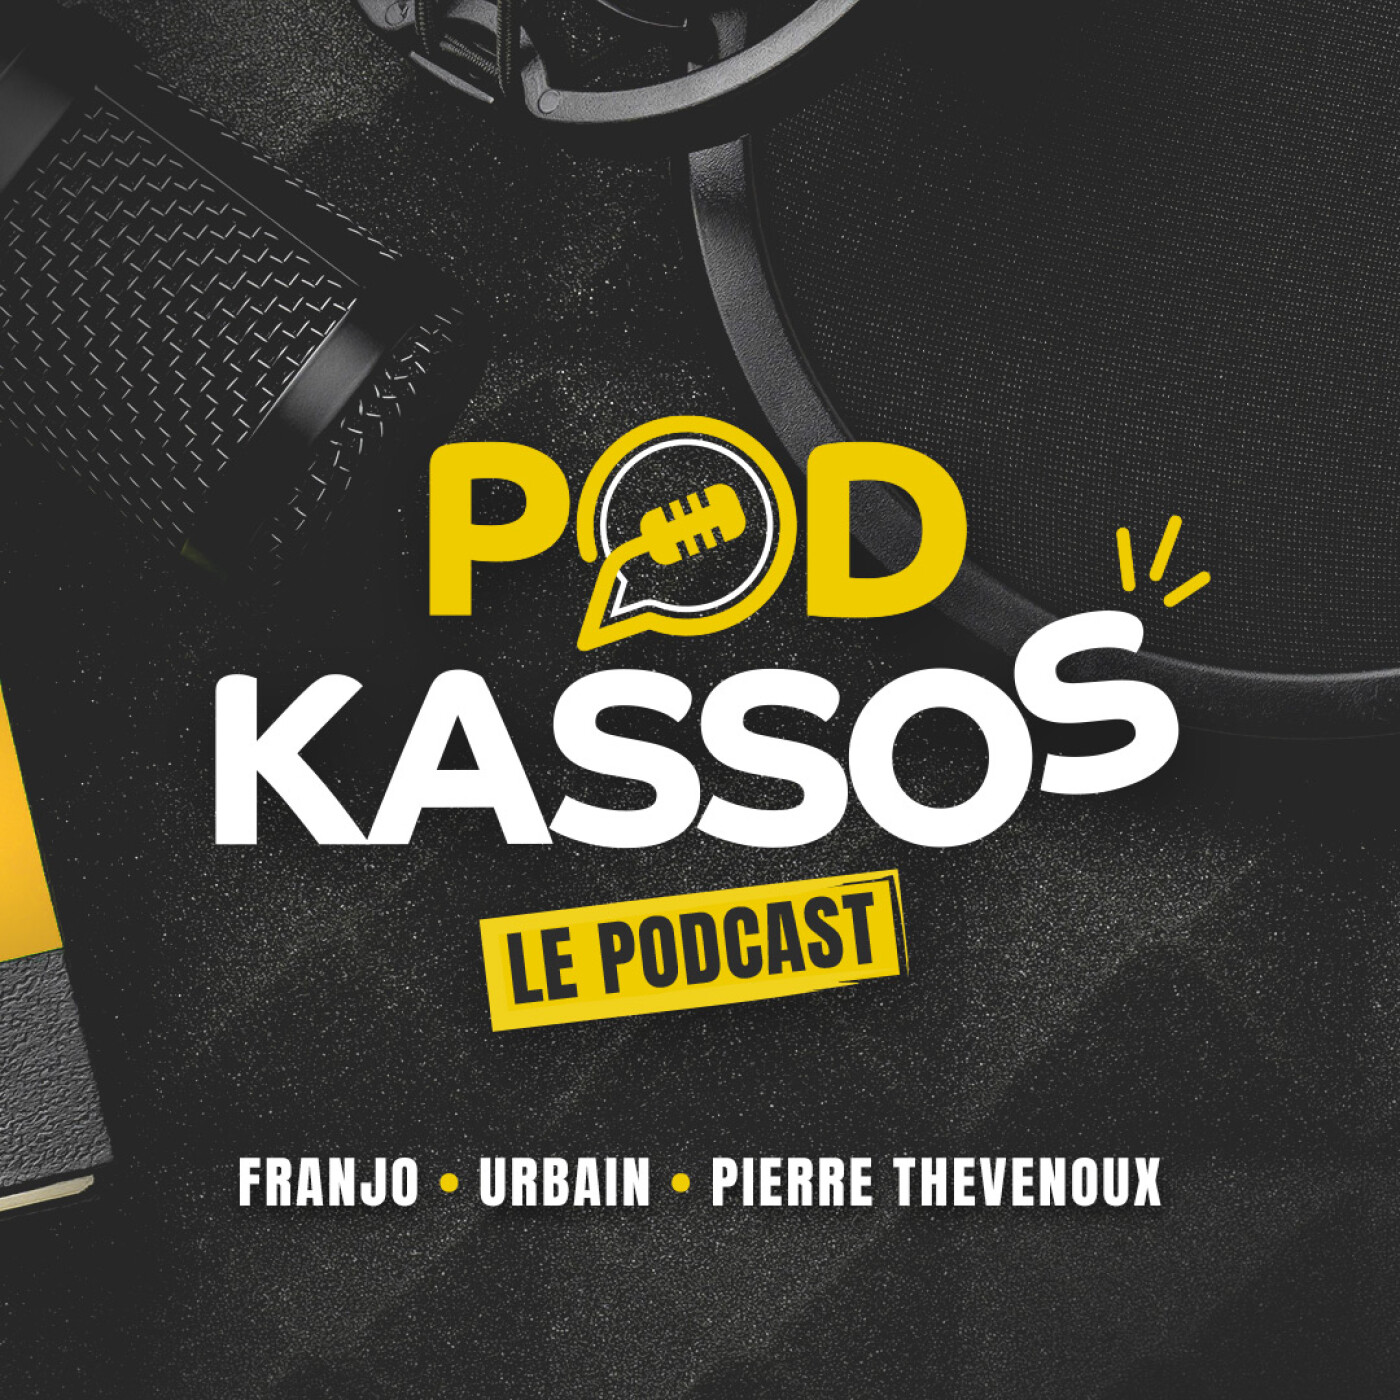 POD
KASSOS
LE PODCAST
FRANJO • URBAIN • PIERRE THEVENOUX